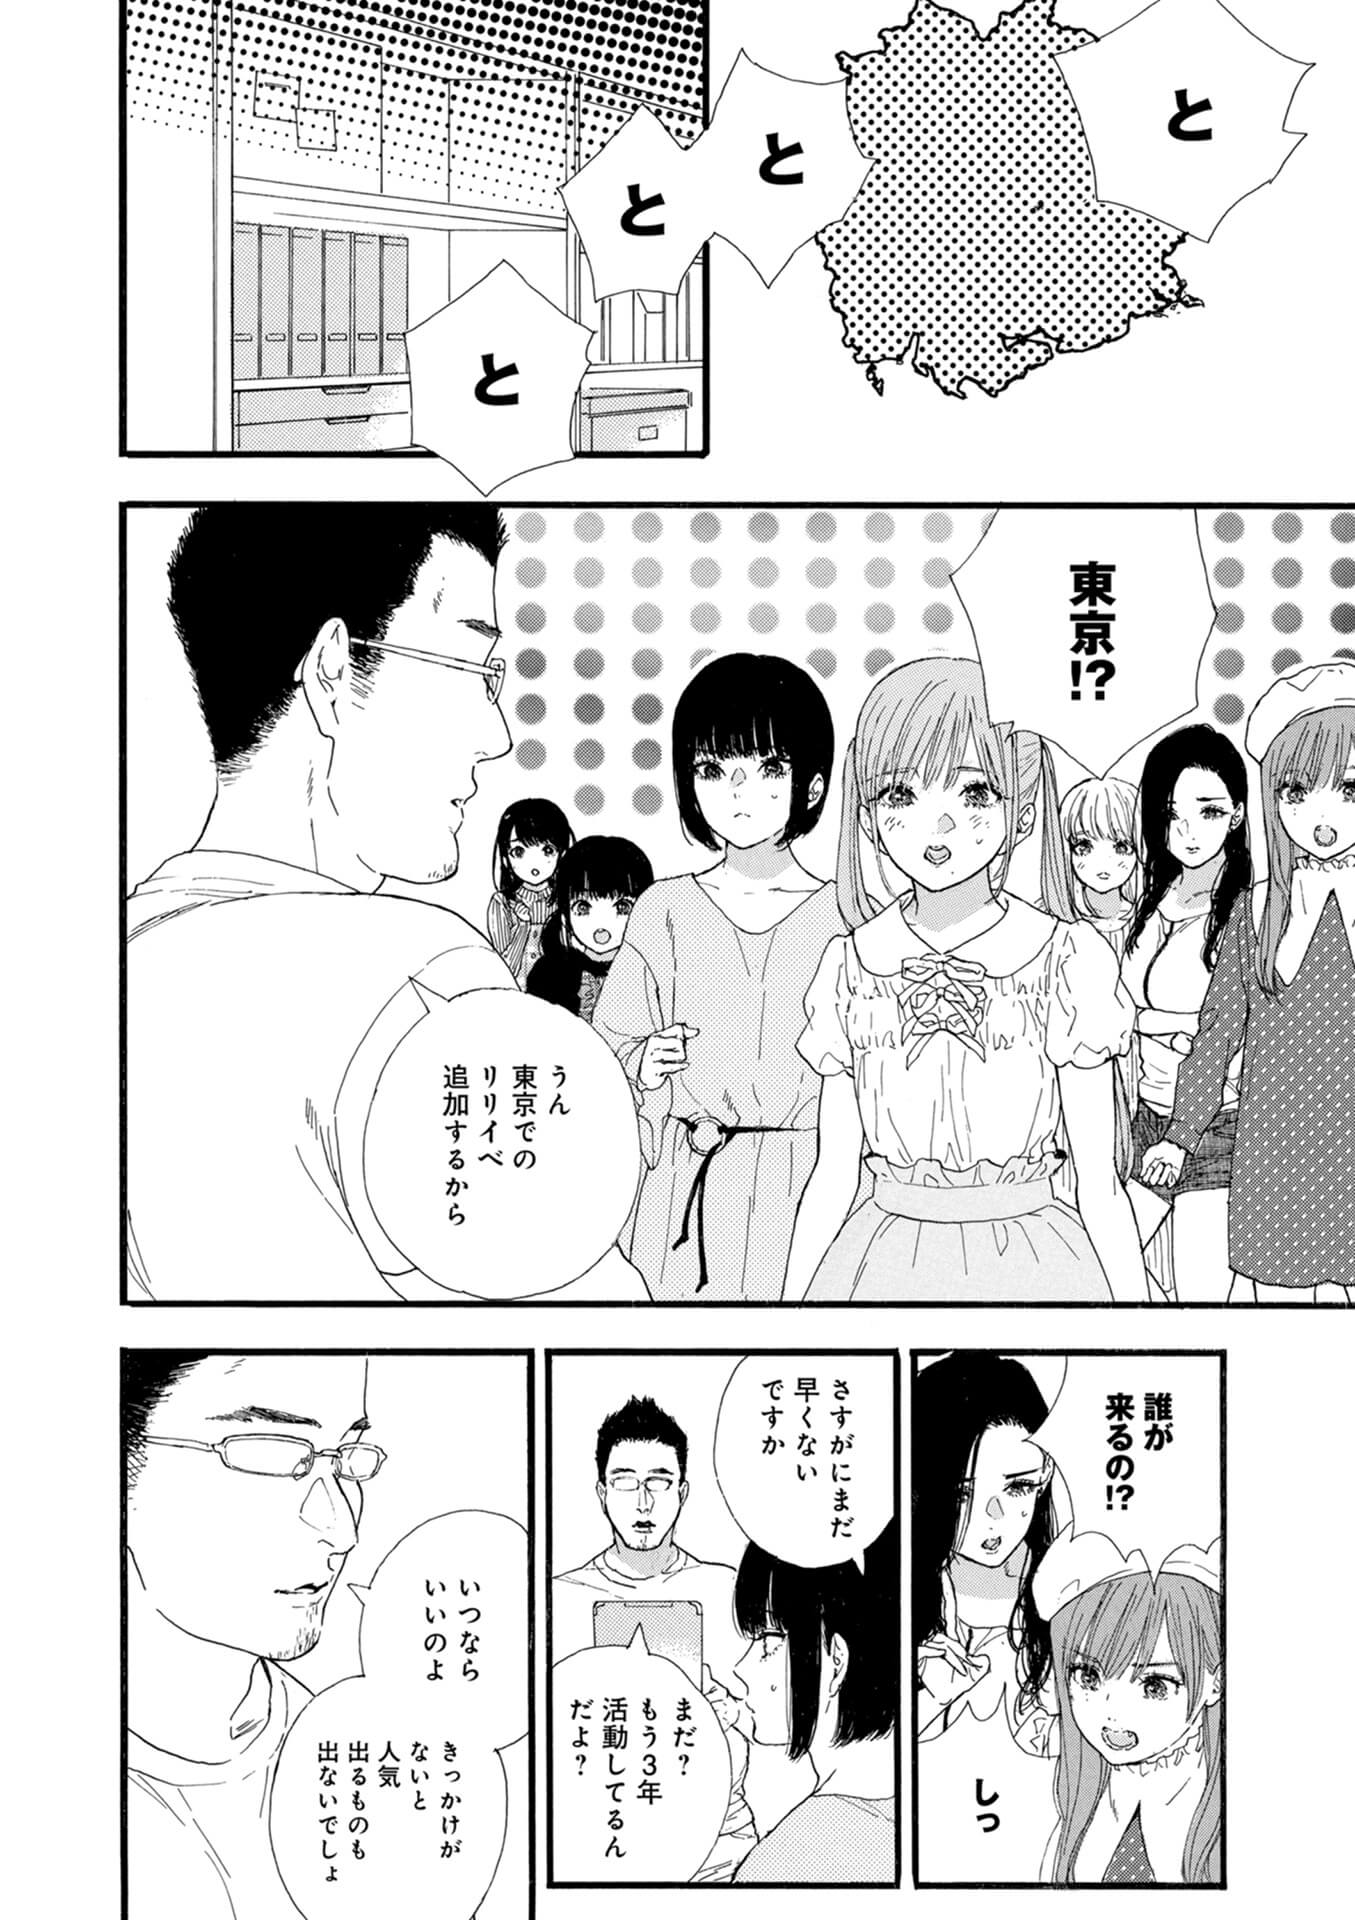 と
と
と
と
東京!?
うん
東京での
リリイベ
追加するから
誰が
来るの!?
しっ
さすがにまだ
早くない
ですか
まだ?
もう3年
活動してるん
だよ?
いつなら
いいのよ
きっかけが
ないと
人気
出るものも
出ないでしょ